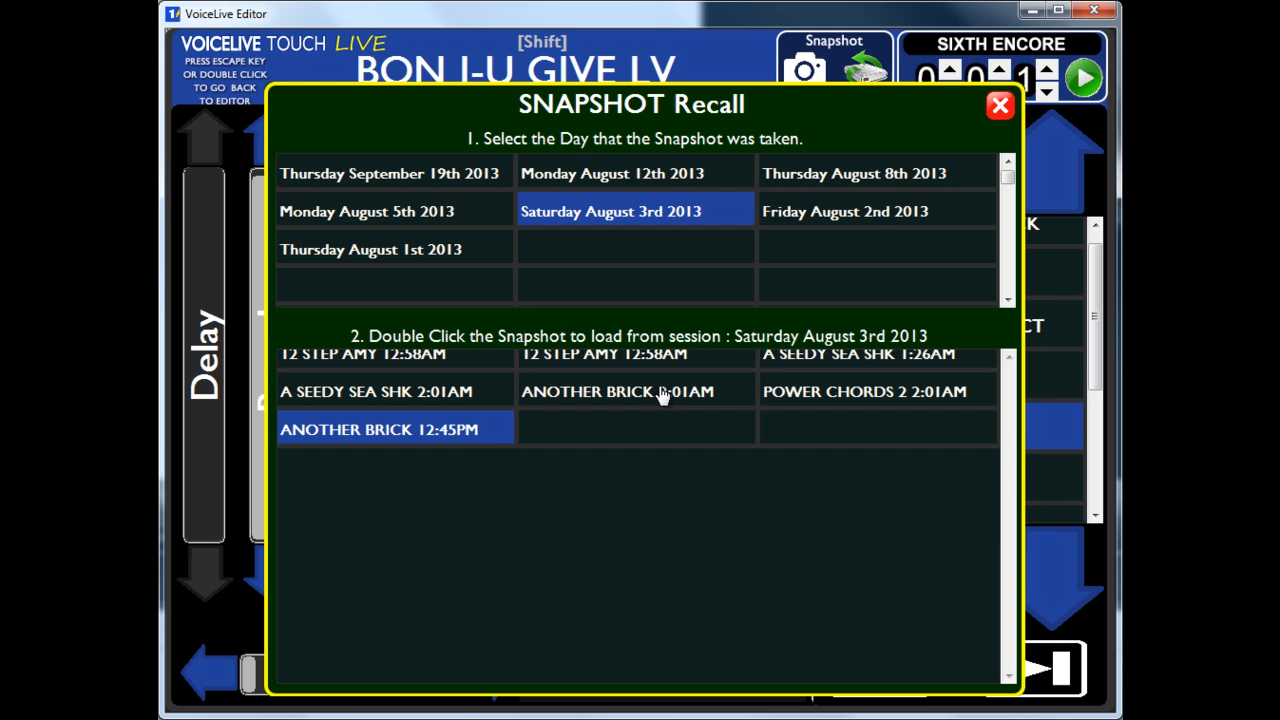 VoiceLive Editor
VOICELIVE TOUCH LIVE
PRESS ESCAPE KEY
OR DOUBLE CLICK
TO GO BACK
TO EDITOR
[Shift]
BON I-U GIVE LV
Snapshot
SIXTH ENCORE
0 0 1
SNAPSHOT Recall
1. Select the Day that the Snapshot was taken.
Thursday September 19th 2013 Monday August 12th 2013 Thursday August 8th 2013
Monday August 5th 2013 Saturday August 3rd 2013 Friday August 2nd 2013
Thursday August 1st 2013
2. Double Click the Snapshot to load from session : Saturday August 3rd 2013
12 STEP AMY 12:58AM 12 STEP AMY 12:58AM A SEEDY SEA SHK 1:26AM
A SEEDY SEA SHK 2:01AM ANOTHER BRICK :01AM POWER CHORDS 2 2:01AM
ANOTHER BRICK 12:45PM
Delay
K
CT